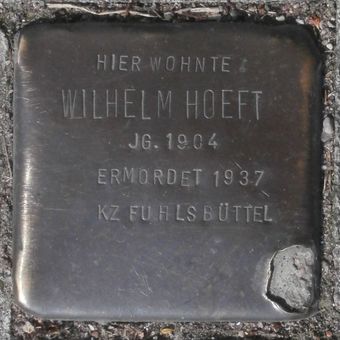 HIER WOHNTE
WILHELM HOEFT
JG. 1904
ERMORDET 1937
KZ FUHLSBÜTTEL